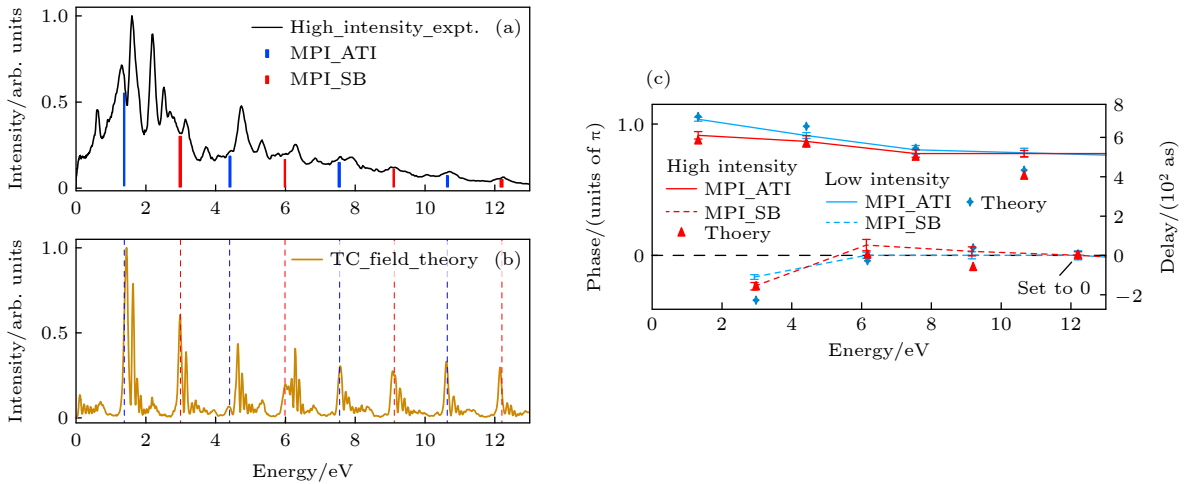 1.0
0.5
0
Intensity/arb. units
High_intensity_expt. (a)
MPI_ATI
MPI_SB
0 2 4 6 8 10 12
1.0
0.5
0
Intensity/arb. units
TC_field_theory (b)
0 2 4 6 8 10 12
Energy/eV
(c)
1.0
0
Phase/(units of π)
8
6
4
2
0
−2
Delay/(10² as)
High intensity
MPI_ATI
MPI_SB
Thoery
Low intensity
MPI_ATI
MPI_SB
Theory
Set to 0
0 2 4 6 8 10 12
Energy/eV